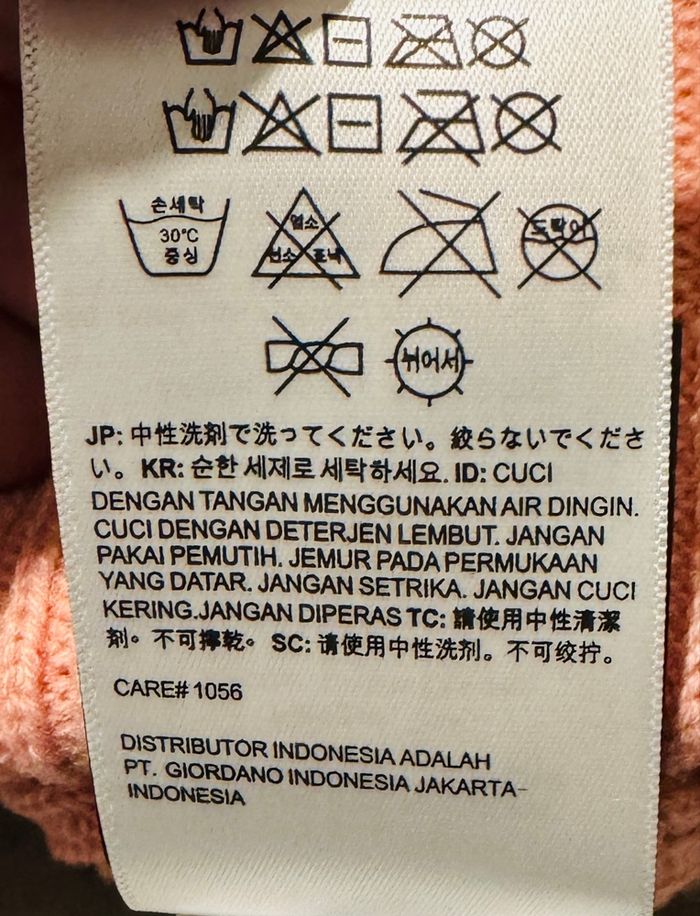 손세탁
30℃
중싱
염소
산소 표백
드라이
뉘어서
JP: 中性洗剤で洗ってください。絞らないでくださ
い。KR: 순한 세제로 세탁하세요. ID: CUCI
DENGAN TANGAN MENGGUNAKAN AIR DINGIN.
CUCI DENGAN DETERJEN LEMBUT. JANGAN
PAKAI PEMUTIH. JEMUR PADA PERMUKAAN
YANG DATAR. JANGAN SETRIKA. JANGAN CUCI
KERING.JANGAN DIPERAS TC: 請使用中性清潔
劑。不可擰乾。 SC: 请使用中性洗剂。不可绞拧。
CARE# 1056
DISTRIBUTOR INDONESIA ADALAH
PT. GIORDANO INDONESIA JAKARTA-
INDONESIA